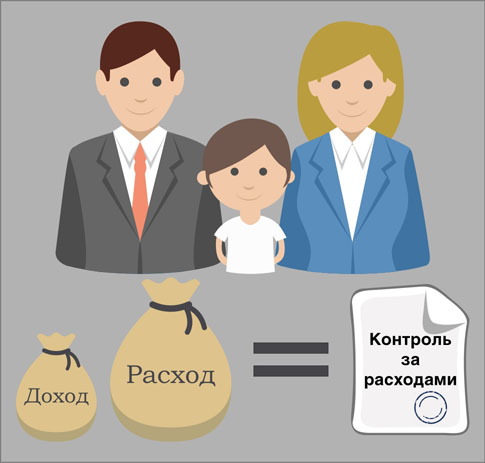 Доход
Расход
Контроль
за
расходами